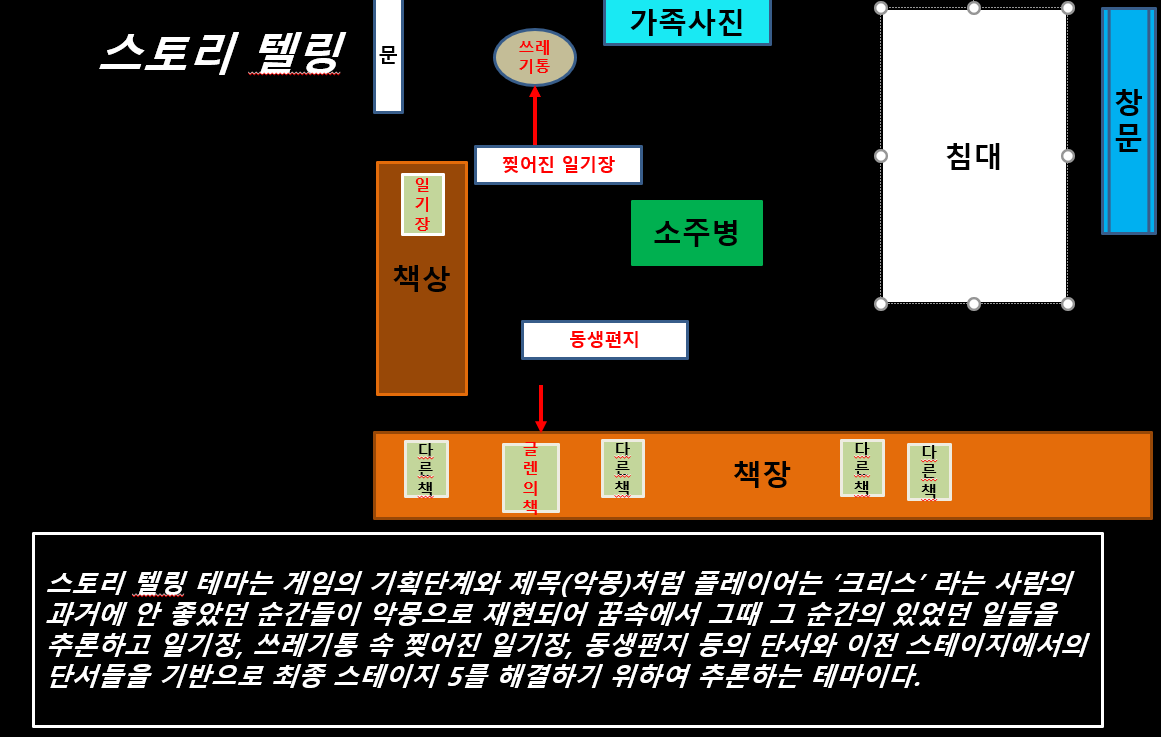 스토리 텔링
문
쓰레
기통
가족사진
침대
창
문
찢어진 일기장
일
기
장
책상
소주병
동생편지
다
른
책
글
렌
의
책
다
른
책
책장
다
른
책
다
른
책
스토리 텔링 테마는 게임의 기획단계와 제목(악몽)처럼 플레이어는 ‘크리스’ 라는 사람의
과거에 안 좋았던 순간들이 악몽으로 재현되어 꿈속에서 그때 그 순간의 있었던 일들을
추론하고 일기장, 쓰레기통 속 찢어진 일기장, 동생편지 등의 단서와 이전 스테이지에서의
단서들을 기반으로 최종 스테이지 5를 해결하기 위하여 추론하는 테마이다.